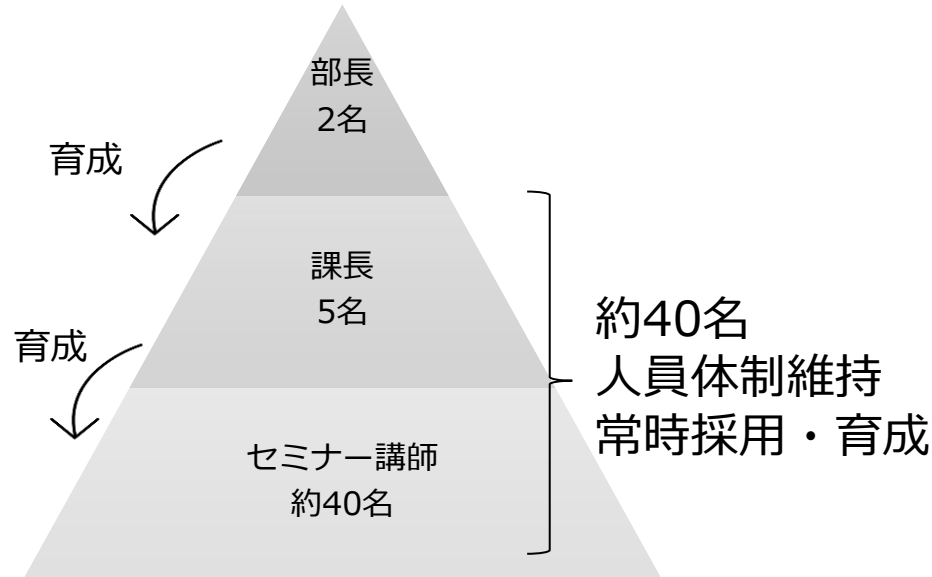 部長
2名
育成
課長
5名
育成
約40名
人員体制維持
常時採用・育成
セミナー講師
約40名